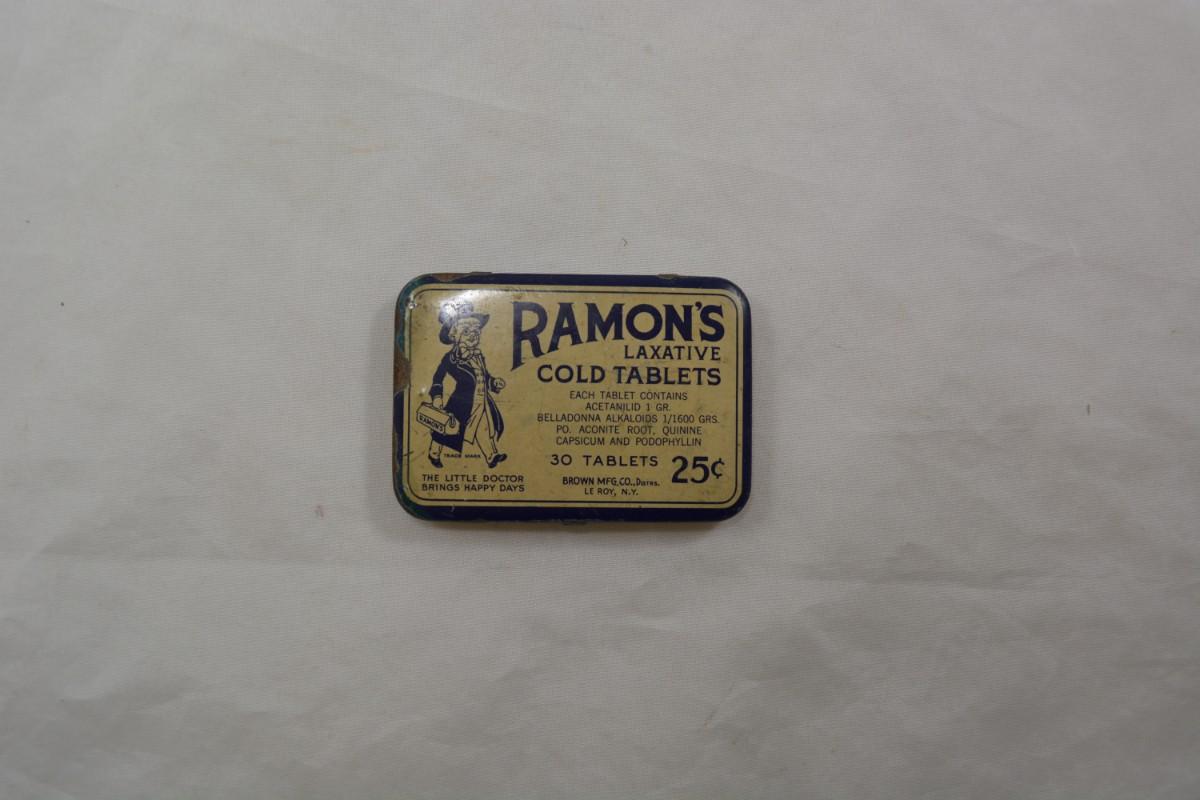 RAMON'S
LAXATIVE
COLD TABLETS
EACH TABLET CONTAINS
ACETANILID 1 GR.
BELLADONNA ALKALOIDS 1/1600 GRS.
PO. ACONITE ROOT, QUININE
CAPSICUM AND PODOPHYLLIN
30 TABLETS 25¢
BROWN MFG. CO., DISTRS.
LE ROY, N.Y.
RAMON'S
TRADE MARK
THE LITTLE DOCTOR
BRINGS HAPPY DAYS